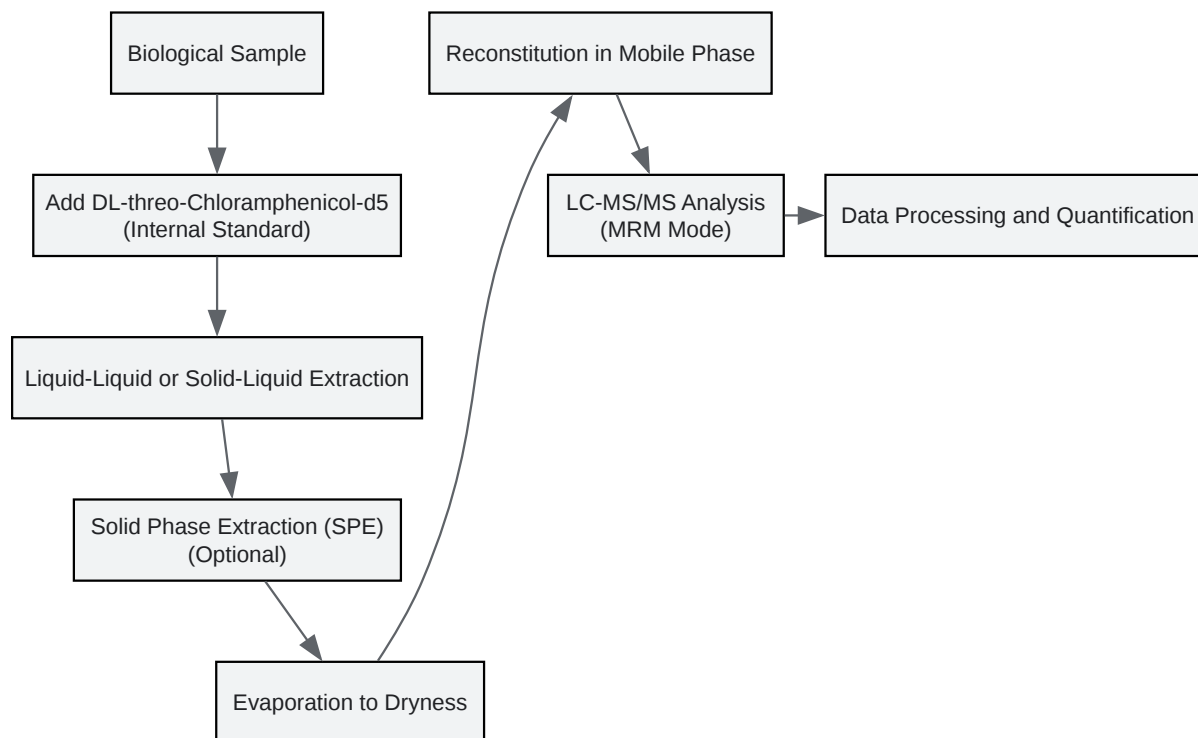 Biological Sample
Add DL-threo-Chloramphenicol-d5
(Internal Standard)
Liquid-Liquid or Solid-Liquid Extraction
Solid Phase Extraction (SPE)
(Optional)
Evaporation to Dryness
Reconstitution in Mobile Phase
LC-MS/MS Analysis
(MRM Mode)
Data Processing and Quantification